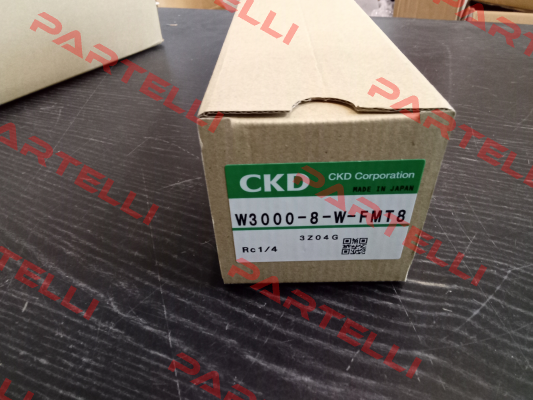 CKD CKD Corporation
MADE IN JAPAN
W3000-8-W-FMT8
3Z04G
Rc1/4
PARTELLI
PARTELLI
PARTELLI
PARTELLI
PARTELLI
PARTELLI
PARTELLI
PARTELLI